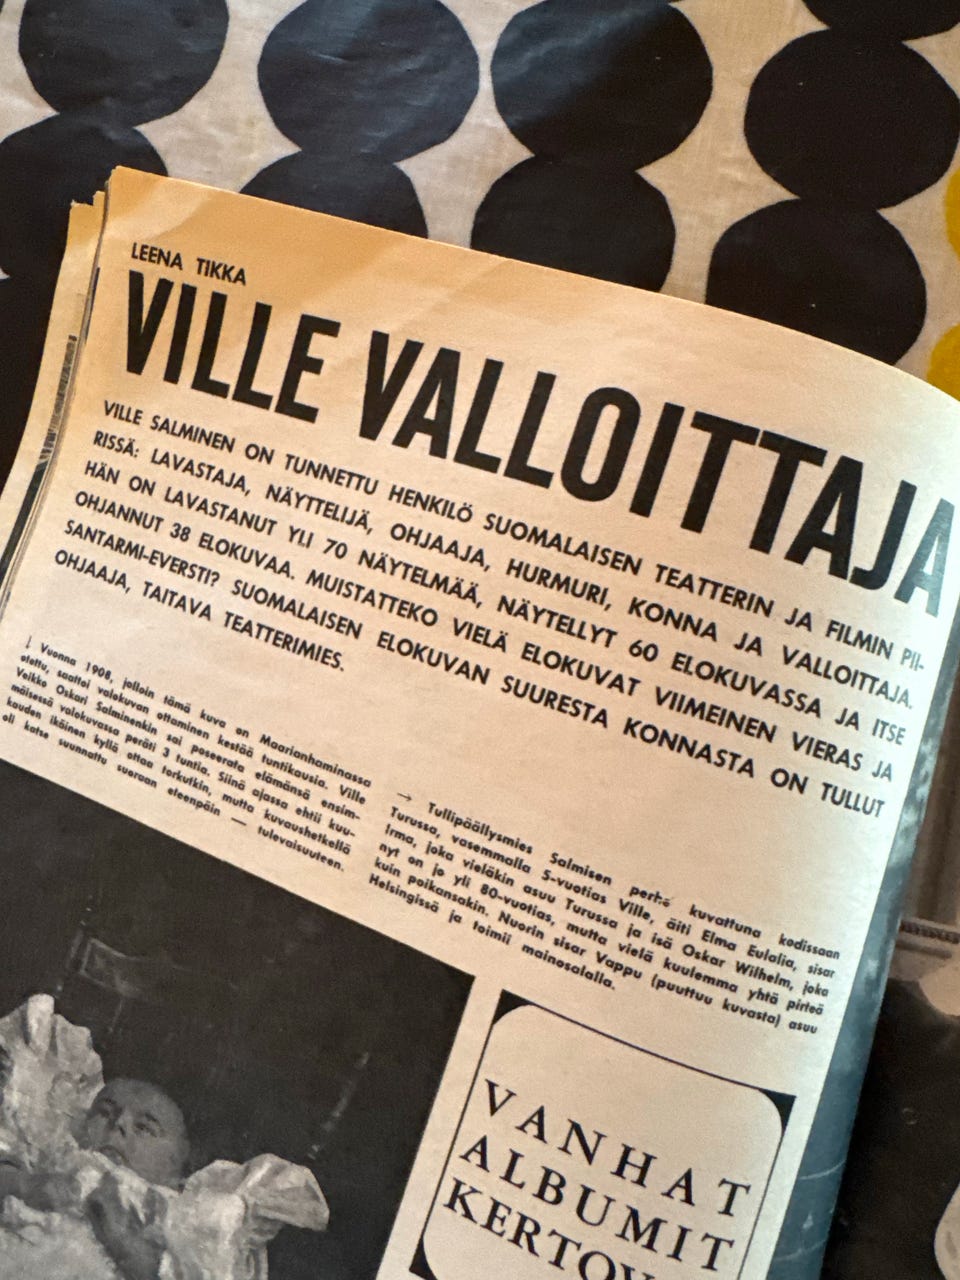 LEENA TIKKA
VILLE VALLOITTAJA
VILLE SALMINEN ON TUNNETTU HENKILÖ SUOMALAISEN TEATTERIN JA FILMIN PII-
RISSÄ: LAVASTAJA, NÄYTTELIJÄ, OHJAAJA, HURMURI, KONNA JA VALLOITTAJA.
HÄN ON LAVASTANUT YLI 70 NÄYTELMÄÄ, NÄYTELLYT 60 ELOKUVASSA JA ITSE
OHJANNUT 38 ELOKUVAA. MUISTATTEKO VIELÄ ELOKUVAT VIIMEINEN VIERAS JA
SANTARMI-EVERSTI? SUOMALAISEN ELOKUVAN SUURESTA KONNASTA ON TULLUT
OHJAAJA, TAITAVA TEATTERIMIES.
↓ Vuonna 1908, jolloin tämä kuva on Maarianhaminassa
otettu, saattoi valokuvan ottaminen kestää tuntikausia. Ville
Veikko Oskari Salminenkin sai poseerata elämänsä ensim-
mäisessä valokuvassa peräti 3 tuntia. Siinä ajassa ehtii kuu-
kauden ikäinen kyllä ottaa torkutkin, mutta kuvaushetkellä
oli katse suunnattu suoraan eteenpäin — tulevaisuuteen.
→ Tullipäällysmies Salmisen perhe kuvattuna kodissaan
Turussa, vasemmalla 5-vuotias Ville, äiti Elma Eulalia, sisar
Irma, joka vieläkin asuu Turussa ja isä Oskar Wilhelm, joka
nyt on jo yli 80-vuotias, mutta vielä kuulemma yhtä pirteä
kuin poikansakin. Nuorin sisar Vappu (puuttuu kuvasta) asuu
Helsingissä ja toimii mainosalalla.
VANHAT
ALBUMIT
KERTOV